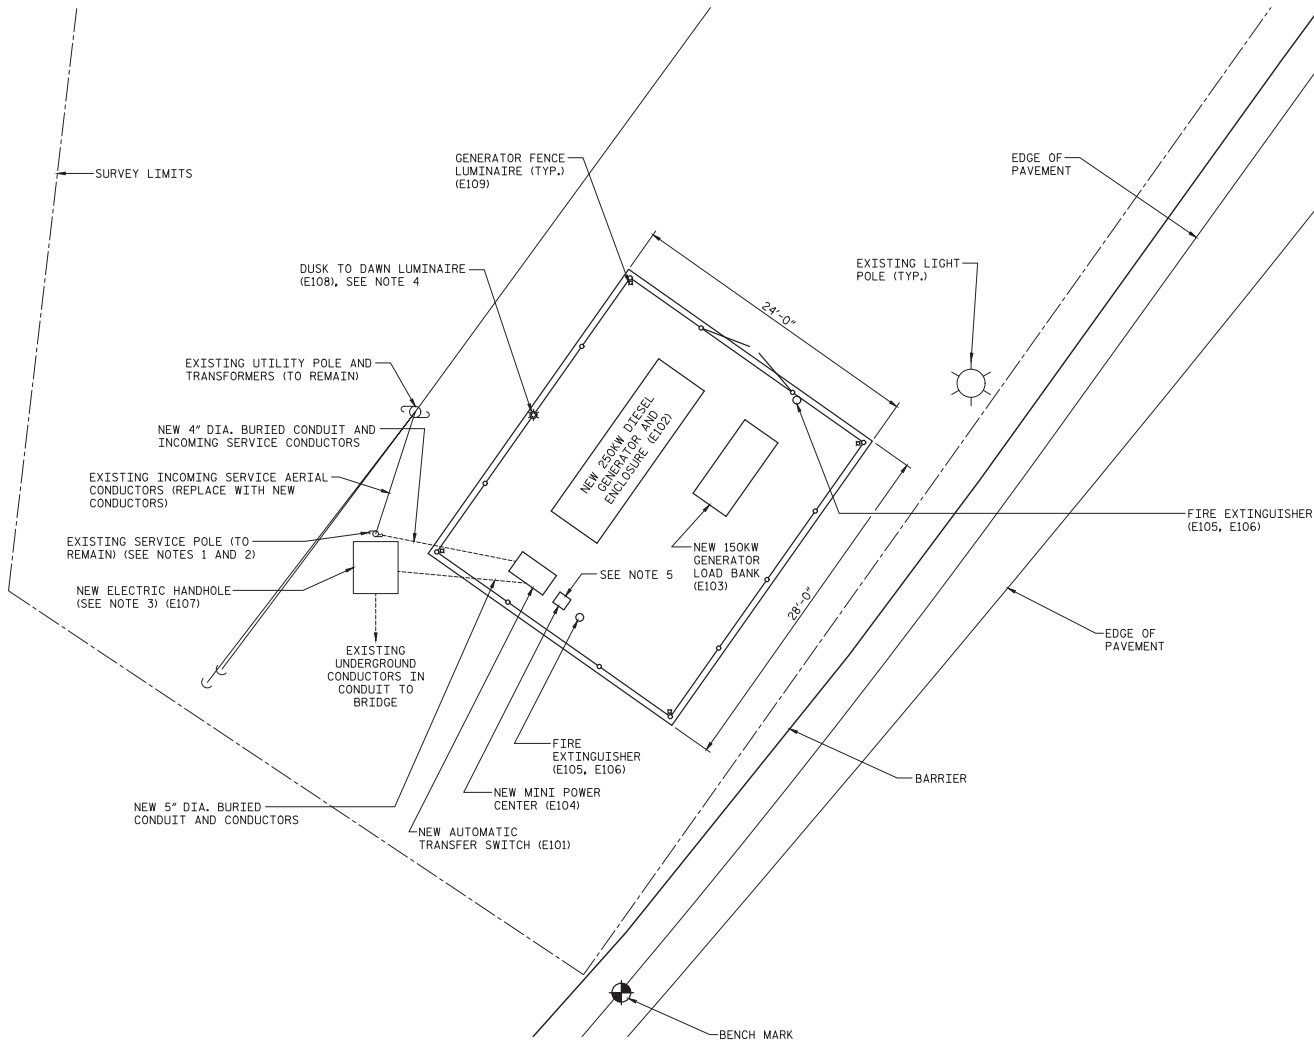 GENERATOR FENCE
LUMINAIRE (TYP.)
(E109)
EDGE OF
PAVEMENT
SURVEY LIMITS
DUSK TO DAWN LUMINAIRE
(E108), SEE NOTE 4
EXISTING LIGHT
POLE (TYP.)
24'-0"
EXISTING UTILITY POLE AND
TRANSFORMERS (TO REMAIN)
NEW 250KW DIESEL
GENERATOR AND
ENCLOSURE (E102)
NEW 4" DIA. BURIED CONDUIT AND
INCOMING SERVICE CONDUCTORS
EXISTING INCOMING SERVICE AERIAL
CONDUCTORS (REPLACE WITH NEW
CONDUCTORS)
FIRE EXTINGUISHER
(E105, E106)
EXISTING SERVICE POLE (TO
REMAIN) (SEE NOTES 1 AND 2)
NEW 150KW
GENERATOR
LOAD BANK
(E103)
SEE NOTE 5
NEW ELECTRIC HANDHOLE
(SEE NOTE 3) (E107)
28'-0"
EDGE OF
PAVEMENT
EXISTING
UNDERGROUND
CONDUCTORS IN
CONDUIT TO
BRIDGE
FIRE
EXTINGUISHER
(E105, E106)
BARRIER
NEW MINI POWER
CENTER (E104)
NEW 5" DIA. BURIED
CONDUIT AND CONDUCTORS
NEW AUTOMATIC
TRANSFER SWITCH (E101)
BENCH MARK